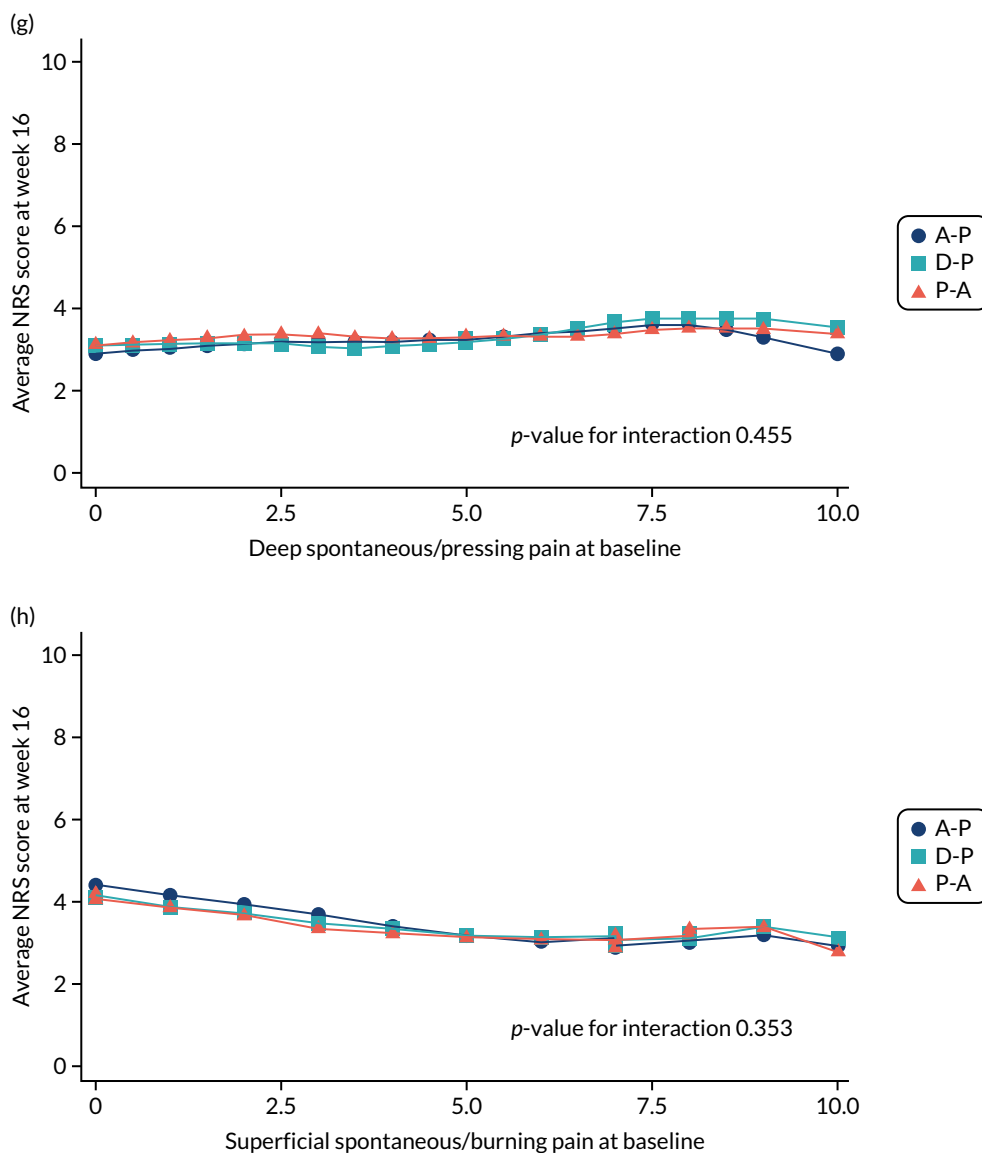 (g)
10
8
6
4
2
0
Average NRS score at week 16
A-P
D-P
P-A
p-value for interaction 0.455
0 2.5 5.0 7.5 10.0
Deep spontaneous/pressing pain at baseline
(h)
10
8
6
4
2
0
Average NRS score at week 16
A-P
D-P
P-A
p-value for interaction 0.353
0 2.5 5.0 7.5 10.0
Superficial spontaneous/burning pain at baseline